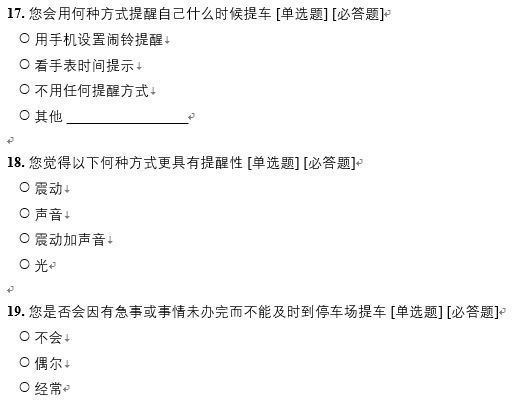 17. 您会用何种方式提醒自己什么时候提车 [单选题] [必答题]
○ 用手机设置闹铃提醒
○ 看手表时间提示
○ 不用任何提醒方式
○ 其他 _________________
18. 您觉得以下何种方式更具有提醒性 [单选题] [必答题]
○ 震动
○ 声音
○ 震动加声音
○ 光
19. 您是否会因有急事或事情未办完而不能及时到停车场提车 [单选题] [必答题]
○ 不会
○ 偶尔
○ 经常